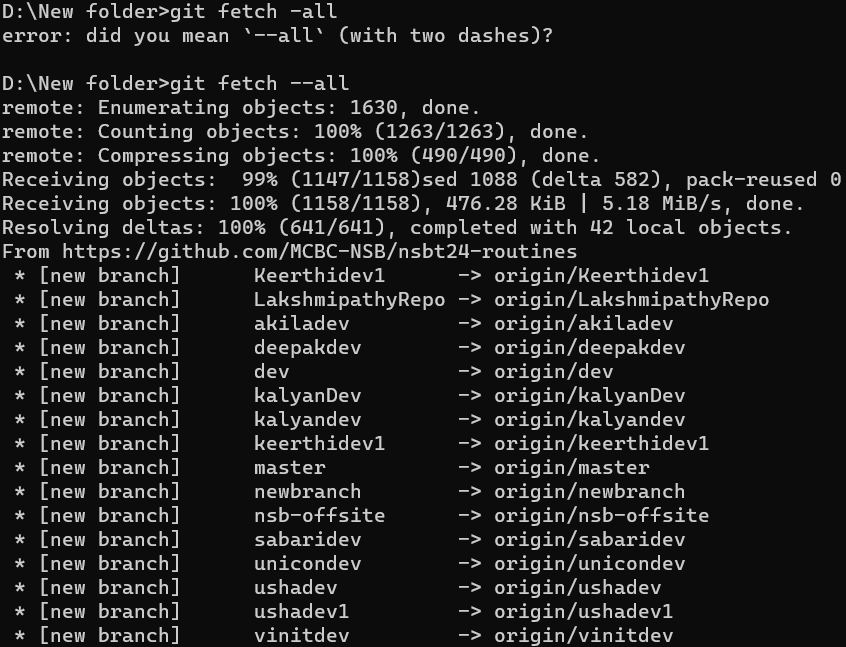 D:\New folder>git fetch -all
error: did you mean `--all` (with two dashes)?
D:\New folder>git fetch --all
remote: Enumerating objects: 1630, done.
remote: Counting objects: 100% (1263/1263), done.
remote: Compressing objects: 100% (490/490), done.
Receiving objects:  99% (1147/1158)sed 1088 (delta 582), pack-reused 0
Receiving objects: 100% (1158/1158), 476.28 KiB | 5.18 MiB/s, done.
Resolving deltas: 100% (641/641), completed with 42 local objects.
From https://github.com/MCBC-NSB/nsbt24-routines
 * [new branch]      Keerthidev1      -> origin/Keerthidev1
 * [new branch]      LakshmipathyRepo -> origin/LakshmipathyRepo
 * [new branch]      akiladev         -> origin/akiladev
 * [new branch]      deepakdev        -> origin/deepakdev
 * [new branch]      dev              -> origin/dev
 * [new branch]      kalyanDev        -> origin/kalyanDev
 * [new branch]      kalyandev        -> origin/kalyandev
 * [new branch]      keerthidev1      -> origin/keerthidev1
 * [new branch]      master           -> origin/master
 * [new branch]      newbranch        -> origin/newbranch
 * [new branch]      nsb-offsite      -> origin/nsb-offsite
 * [new branch]      sabaridev        -> origin/sabaridev
 * [new branch]      unicondev        -> origin/unicondev
 * [new branch]      ushadev          -> origin/ushadev
 * [new branch]      ushadev1         -> origin/ushadev1
 * [new branch]      vinitdev         -> origin/vinitdev